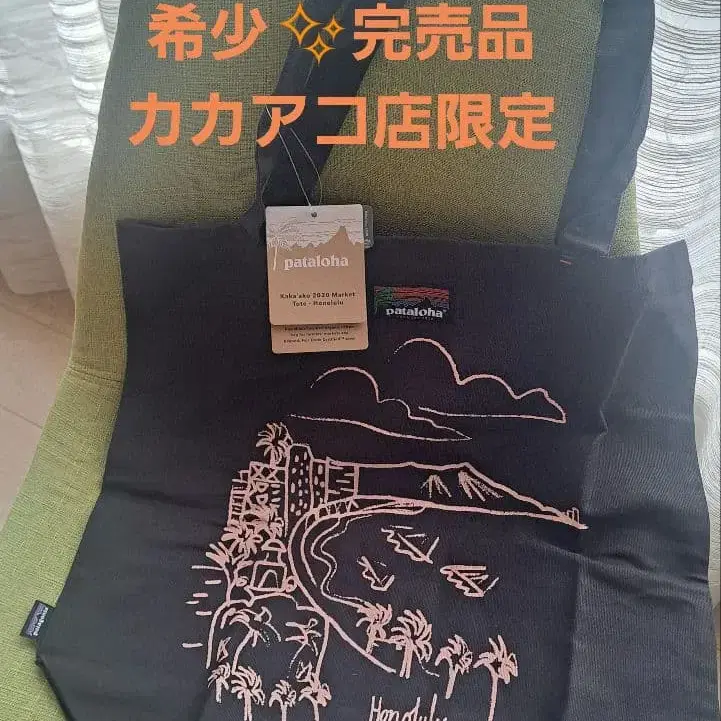 希少✨完売品
カカアコ店限定
pataloha
Kaka'ako 2020 Market
Tote - Honolulu
pataloha®
patagonia
Honolulu